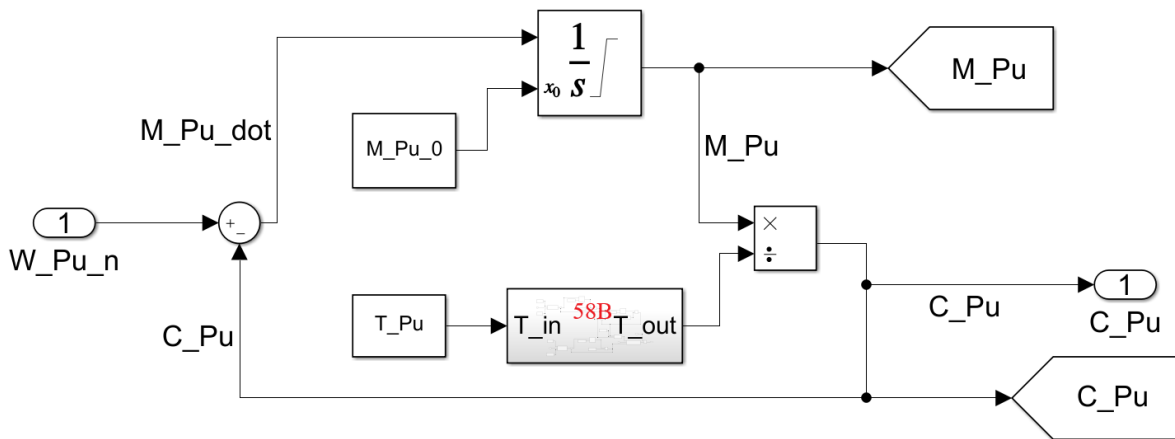 1
s
x₀
M_Pu
M_Pu_dot
M_Pu_0
M_Pu
1
W_Pu_n
+
−
×
÷
T_Pu
T_in
58B
T_out
C_Pu
1
C_Pu
C_Pu
C_Pu